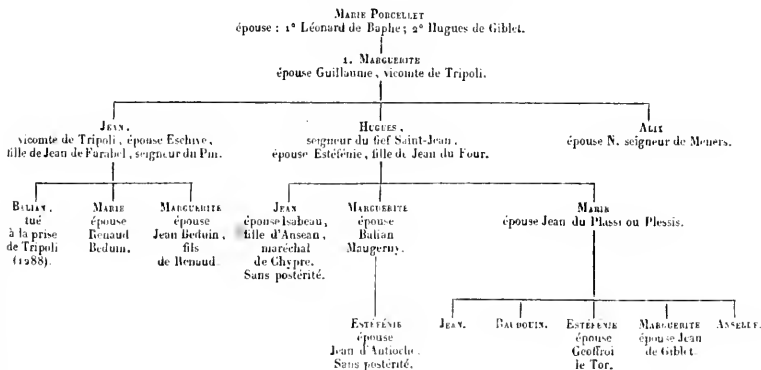 MARIE PORCELLET
épouse : 1° Léonard de Baphe ; 2° Hugues de Giblet.
1. MARGUERITE
épouse Guillaume, vicomte de Tripoli.
JEAN,
vicomte de Tripoli, épouse Eschive,
fille de Jean de Farabel, seigneur du Pui.
HUGUES,
seigneur du fief Saint-Jean,
épouse Estéfénie, fille de Jean du Four.
ALIX
épouse N. seigneur de Meners.
BALIAN,
tué
à la prise
de Tripoli
(1288).
MARIE
épouse
Renaud
Beduin.
MARGUERITE
épouse
Jean Beduin,
fils
de Renaud.
JEAN
épouse Isabeau,
fille d'Ansean,
maréchal
de Chypre.
Sans postérité.
MARGUERITE
épouse
Balian
Maugerny.
MARIE
épouse Jean du Plassi ou Plessis.
ESTÉFÉNIE
épouse
Jean d'Antioche.
Sans postérité.
JEAN.
BAUDOUIN.
ESTÉFÉNIE
épouse
Geoffroi
le Tor.
MARGUERITE
épouse Jean
de Giblet.
ANSELLE.